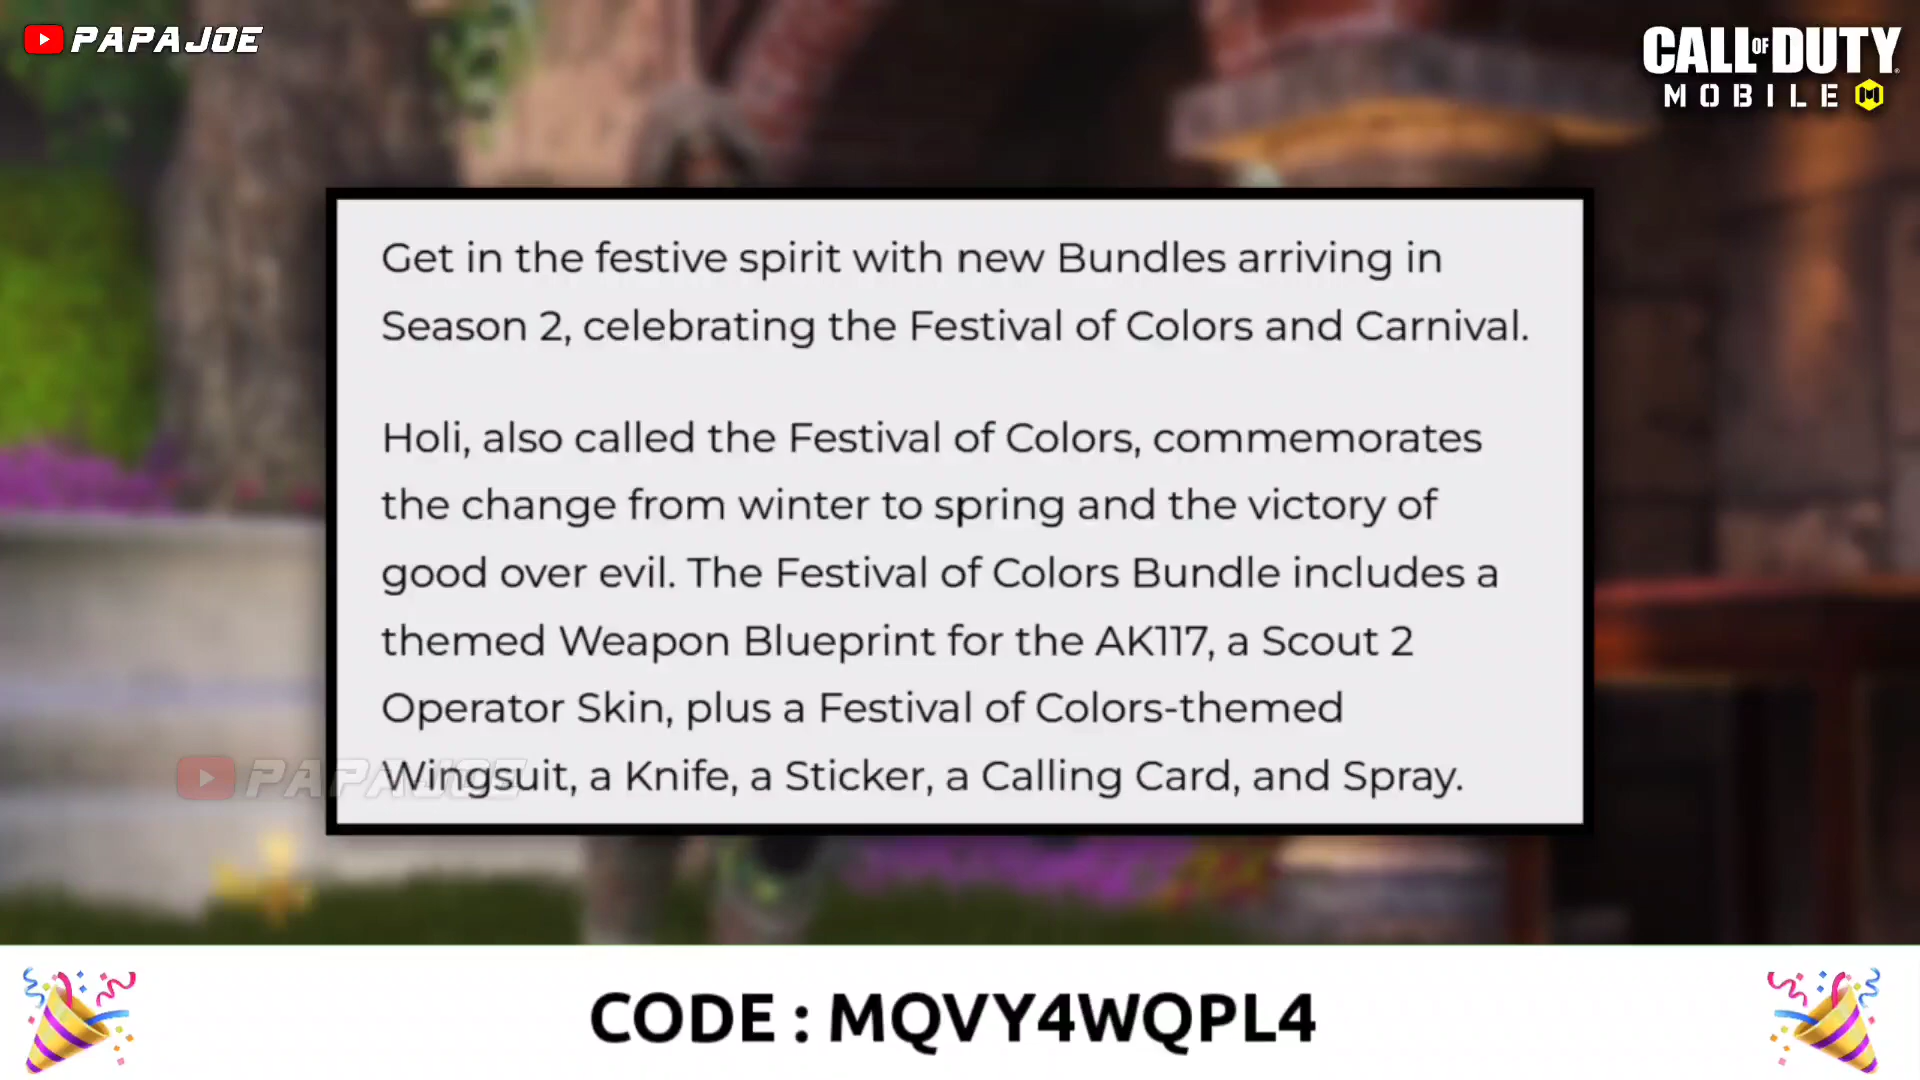 PAPAJOE
CALL OF DUTY
MOBILE
Get in the festive spirit with new Bundles arriving in
Season 2, celebrating the Festival of Colors and Carnival.
Holi, also called the Festival of Colors, commemorates
the change from winter to spring and the victory of
good over evil. The Festival of Colors Bundle includes a
themed Weapon Blueprint for the AK117, a Scout 2
Operator Skin, plus a Festival of Colors-themed
Wingsuit, a Knife, a Sticker, a Calling Card, and Spray.
PAPAJOE
CODE : MQVY4WQPL4